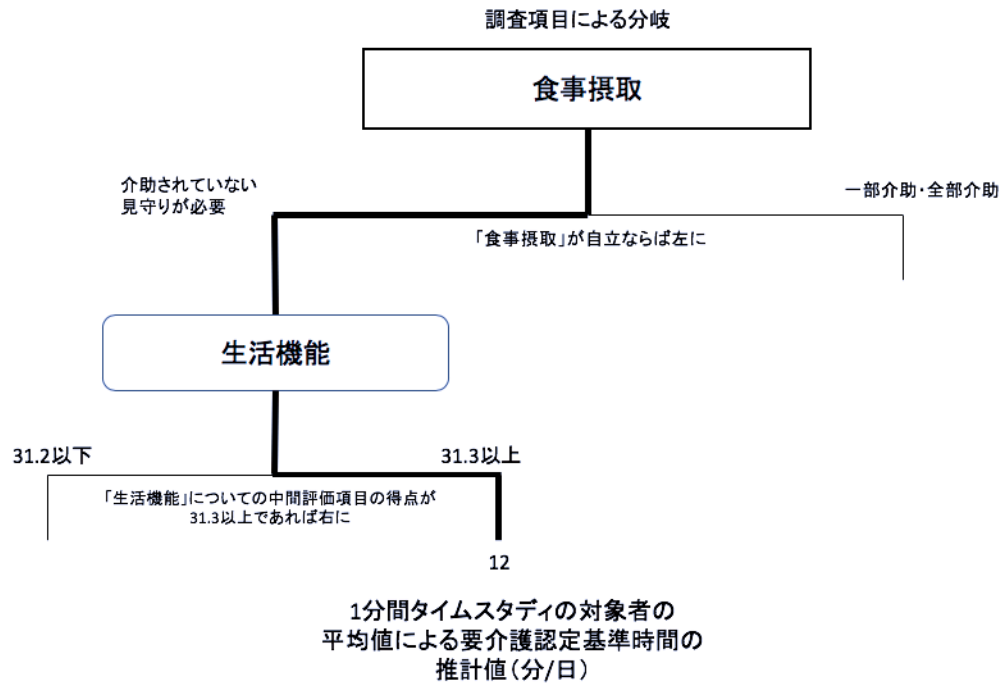 調査項目による分岐
食事摂取
介助されていない
見守りが必要
一部介助・全部介助
「食事摂取」が自立ならば左に
生活機能
31.2以下
31.3以上
「生活機能」についての中間評価項目の得点が
31.3以上であれば右に
12
1分間タイムスタディの対象者の
平均値による要介護認定基準時間の
推計値(分/日)